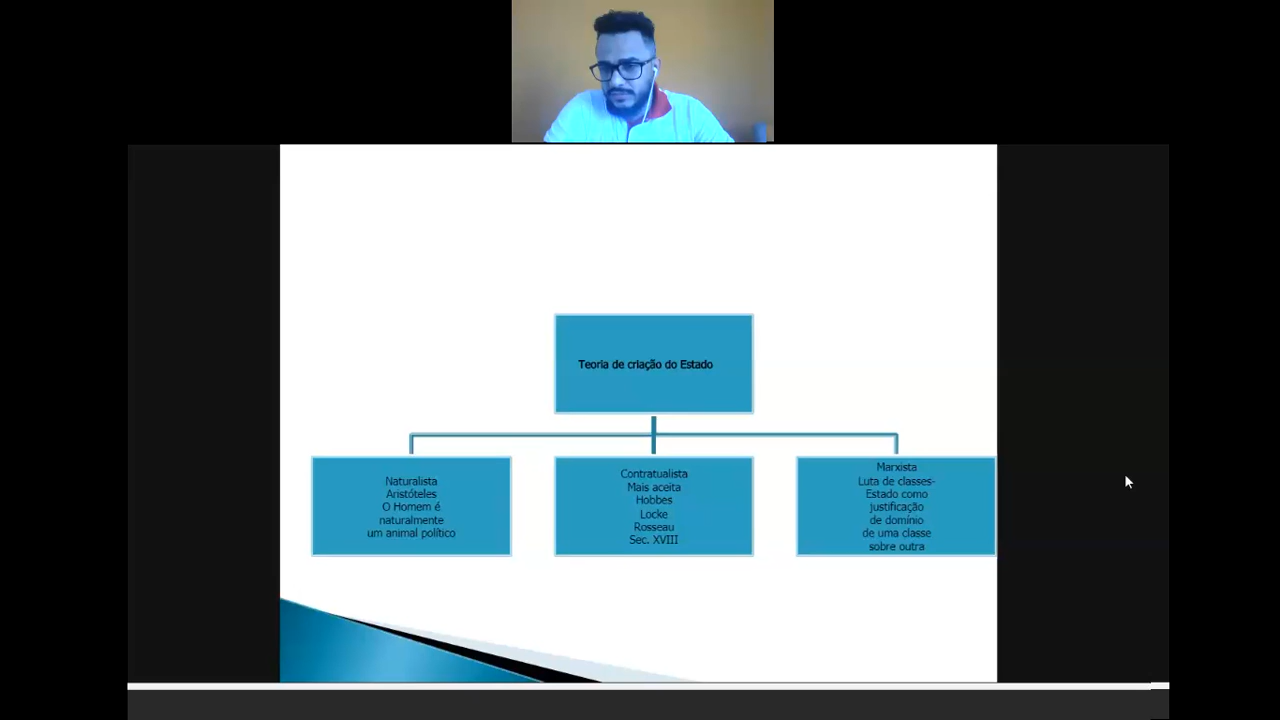 Teoria de criação do Estado
Naturalista
Aristóteles
O Homem é
naturalmente
um animal político
Contratualista
Mais aceita
Hobbes
Locke
Rosseau
Sec. XVIII
Marxista
Luta de classes-
Estado como
justificação
de domínio
de uma classe
sobre outra